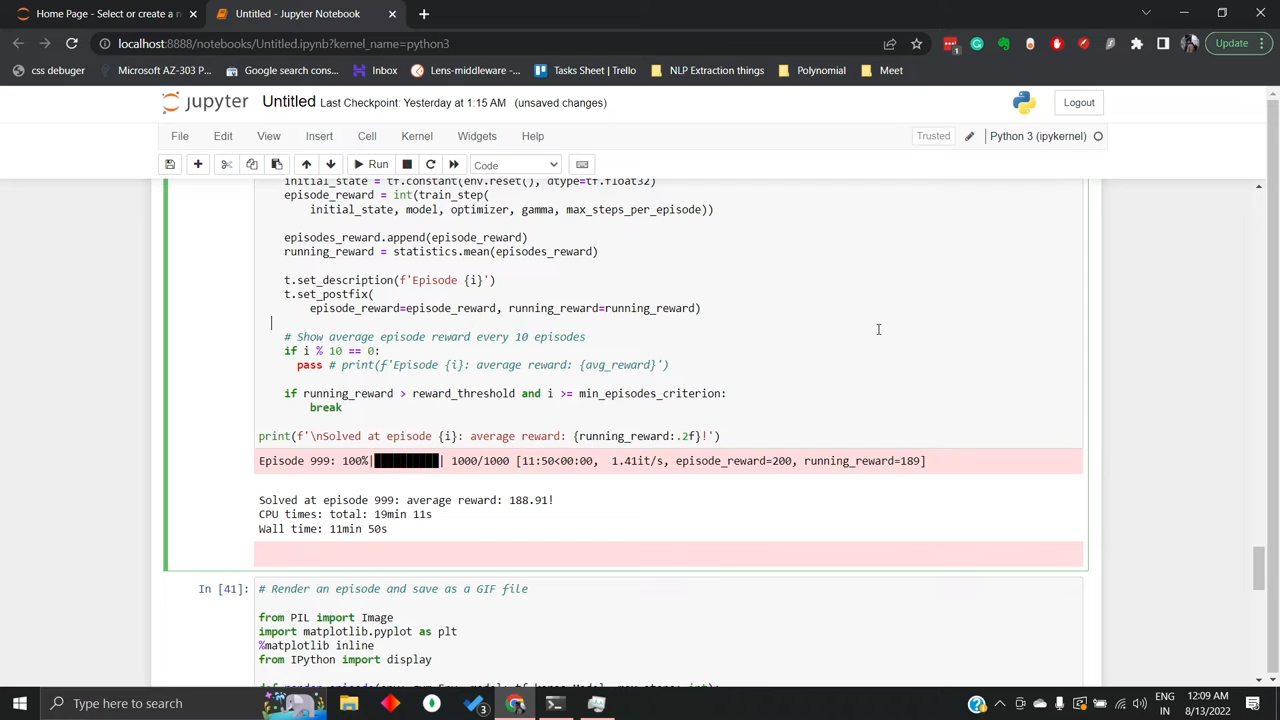 Home Page - Select or create a n
Untitled - Jupyter Notebook
localhost:8888/notebooks/Untitled.ipynb?kernel_name=python3
1
Update
css debuger
Microsoft AZ-303 P...
Google search cons...
Inbox
Lens-middleware -...
Tasks Sheet | Trello
NLP Extraction things
Polynomial
Meet
jupyter Untitled Last Checkpoint: Yesterday at 1:15 AM (unsaved changes)
Logout
File Edit View Insert Cell Kernel Widgets Help
Trusted
Python 3 (ipykernel)
Run
Code
initial_state = tf.constant(env.reset(), dtype=tf.float32)
episode_reward = int(train_step(
initial_state, model, optimizer, gamma, max_steps_per_episode))
episodes_reward.append(episode_reward)
running_reward = statistics.mean(episodes_reward)
t.set_description(f'Episode {i}')
t.set_postfix(
episode_reward=episode_reward, running_reward=running_reward)
# Show average episode reward every 10 episodes
if i % 10 == 0:
pass # print(f'Episode {i}: average reward: {avg_reward}')
if running_reward > reward_threshold and i >= min_episodes_criterion:
break
print(f'\nSolved at episode {i}: average reward: {running_reward:.2f}!')
Episode 999: 100%|██████████| 1000/1000 [11:50<00:00, 1.41it/s, episode_reward=200, running_reward=189]
Solved at episode 999: average reward: 188.91!
CPU times: total: 19min 11s
Wall time: 11min 50s
In [41]:
# Render an episode and save as a GIF file
from PIL import Image
import matplotlib.pyplot as plt
%matplotlib inline
from IPython import display
Type here to search
3
ENG
IN
12:09 AM
8/13/2022